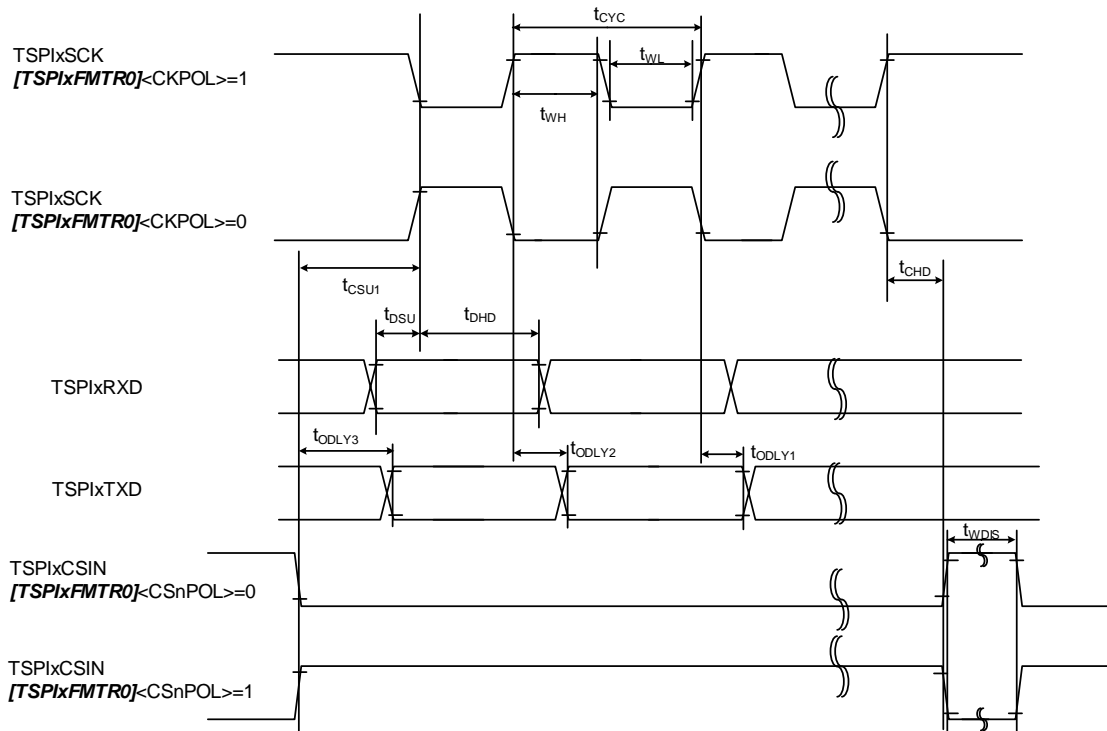 tCYC
TSPIxSCK
[TSPIxFMTR0]<CKPOL>=1
tWL
tWH
TSPIxSCK
[TSPIxFMTR0]<CKPOL>=0
tCSU1
tCHD
tDSU
tDHD
TSPIxRXD
tODLY3
tODLY2
tODLY1
TSPIxTXD
tWDIS
TSPIxCSIN
[TSPIxFMTR0]<CSnPOL>=0
TSPIxCSIN
[TSPIxFMTR0]<CSnPOL>=1